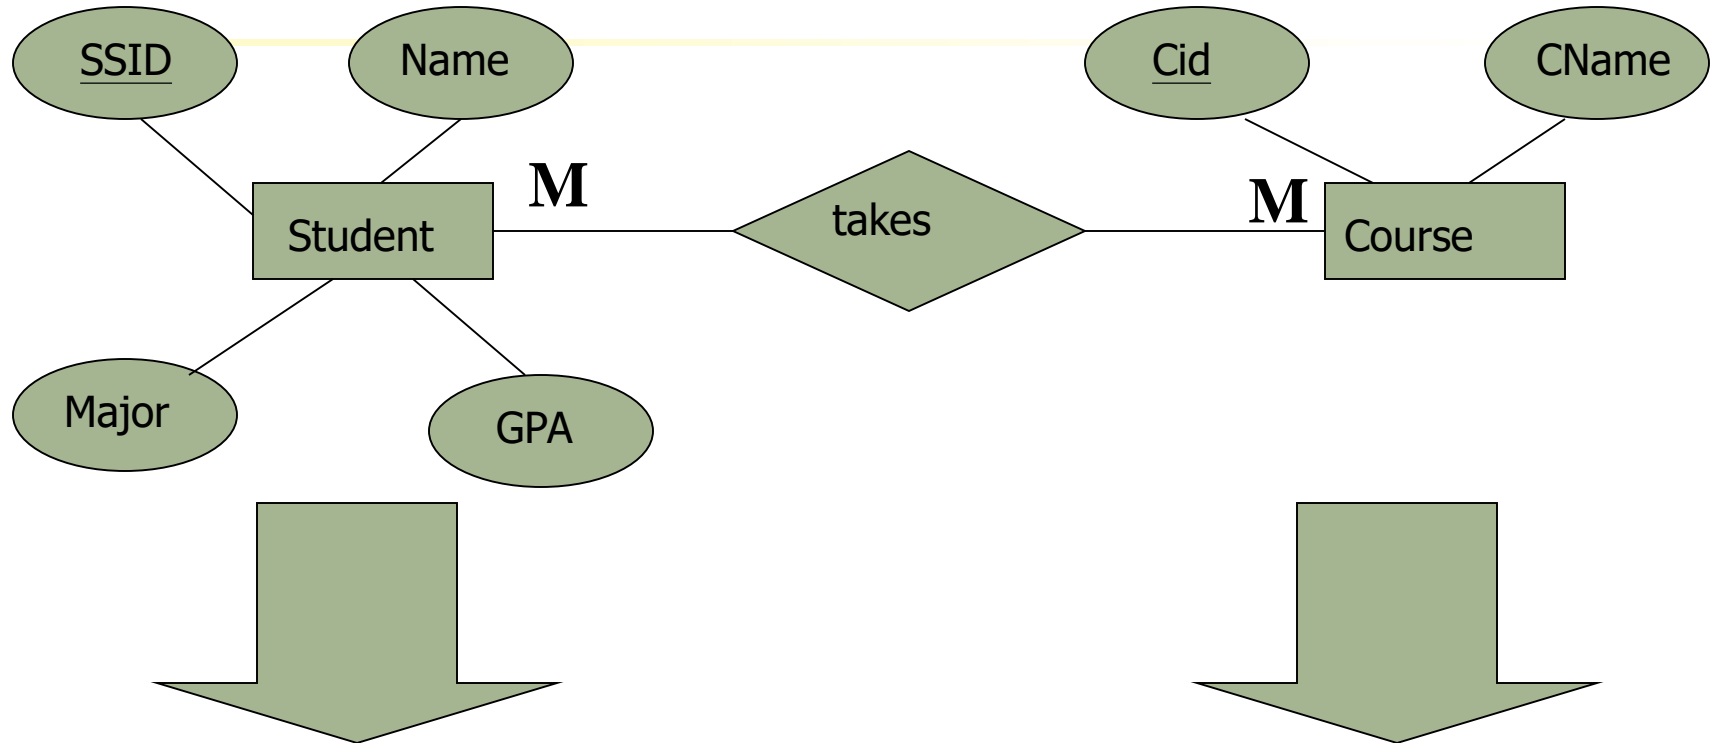 SSID
Name
Cid
CName
M
M
Student
takes
Course
Major
GPA